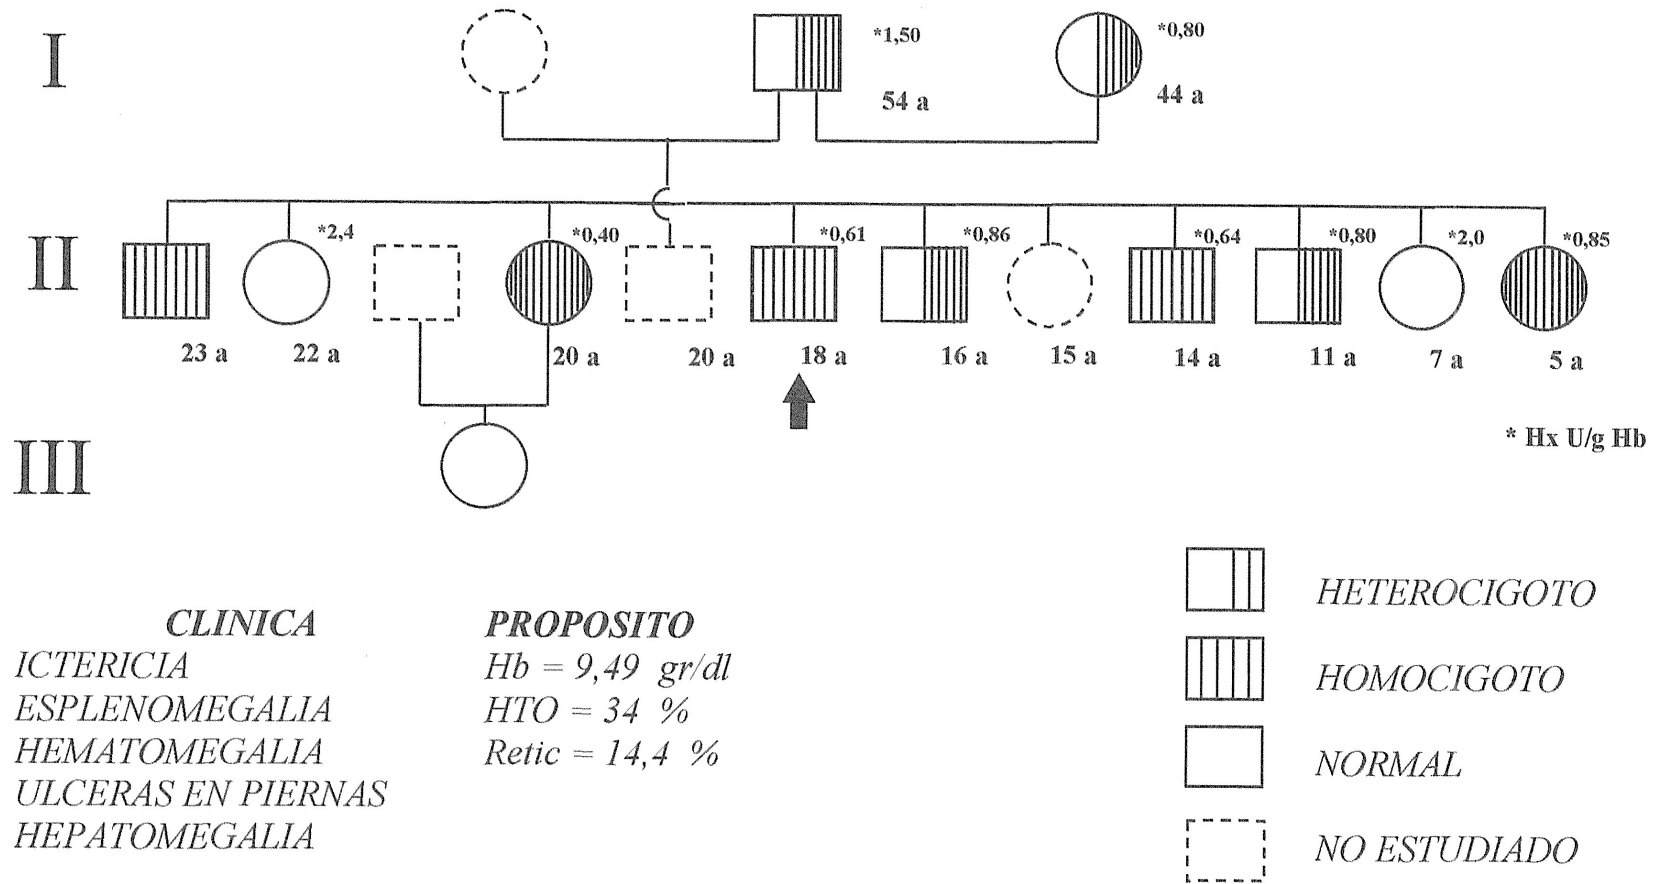 I
*1,50
*0,80
54 a
44 a
II
*2,4
*0,40
*0,61
*0,86
*0,64
*0,80
*2,0
*0,85
23 a
22 a
20 a
20 a
18 a
16 a
15 a
14 a
11 a
7 a
5 a
III
* Hx U/g Hb
CLINICA
ICTERICIA
ESPLENOMEGALIA
HEMATOMEGALIA
ULCERAS EN PIERNAS
HEPATOMEGALIA
PROPOSITO
Hb = 9,49 gr/dl
HTO = 34 %
Retic = 14,4 %
HETEROCIGOTO
HOMOCIGOTO
NORMAL
NO ESTUDIADO